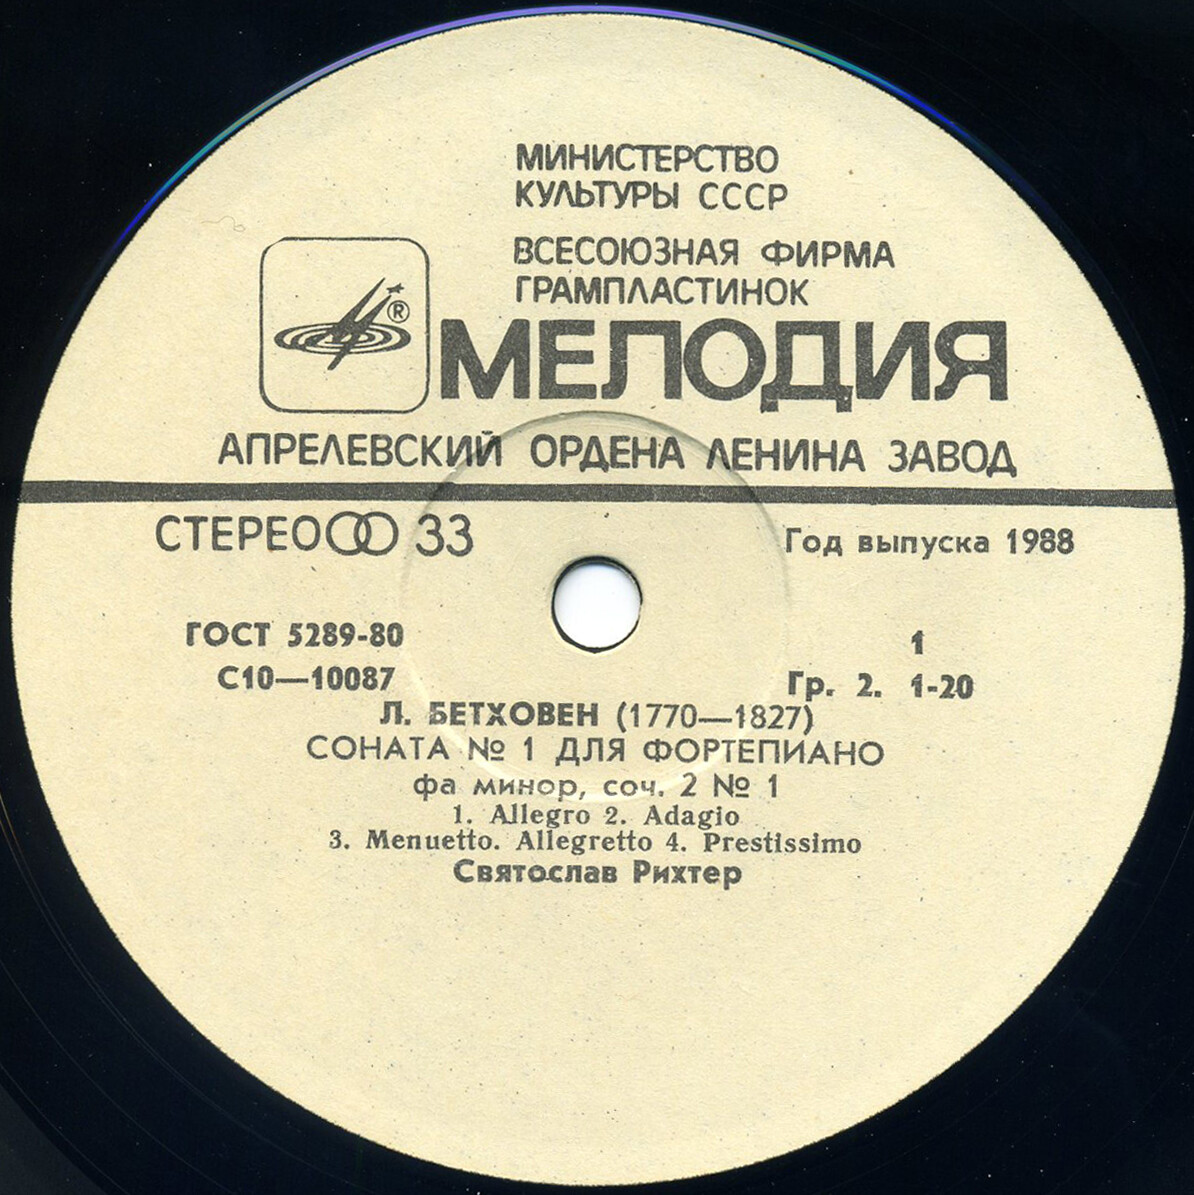 МИНИСТЕРСТВО
КУЛЬТУРЫ СССР
ВСЕСОЮЗНАЯ ФИРМА
ГРАМПЛАСТИНОК
®
МЕЛОДИЯ
АПРЕЛЕВСКИЙ ОРДЕНА ЛЕНИНА ЗАВОД
СТЕРЕО 33
Год выпуска 1988
ГОСТ 5289-80
1
С10—10087
Гр. 2. 1-20
Л. БЕТХОВЕН (1770—1827)
СОНАТА № 1 ДЛЯ ФОРТЕПИАНО
фа минор, соч. 2 № 1
1. Allegro 2. Adagio
3. Menuetto. Allegretto 4. Prestissimo
Святослав Рихтер